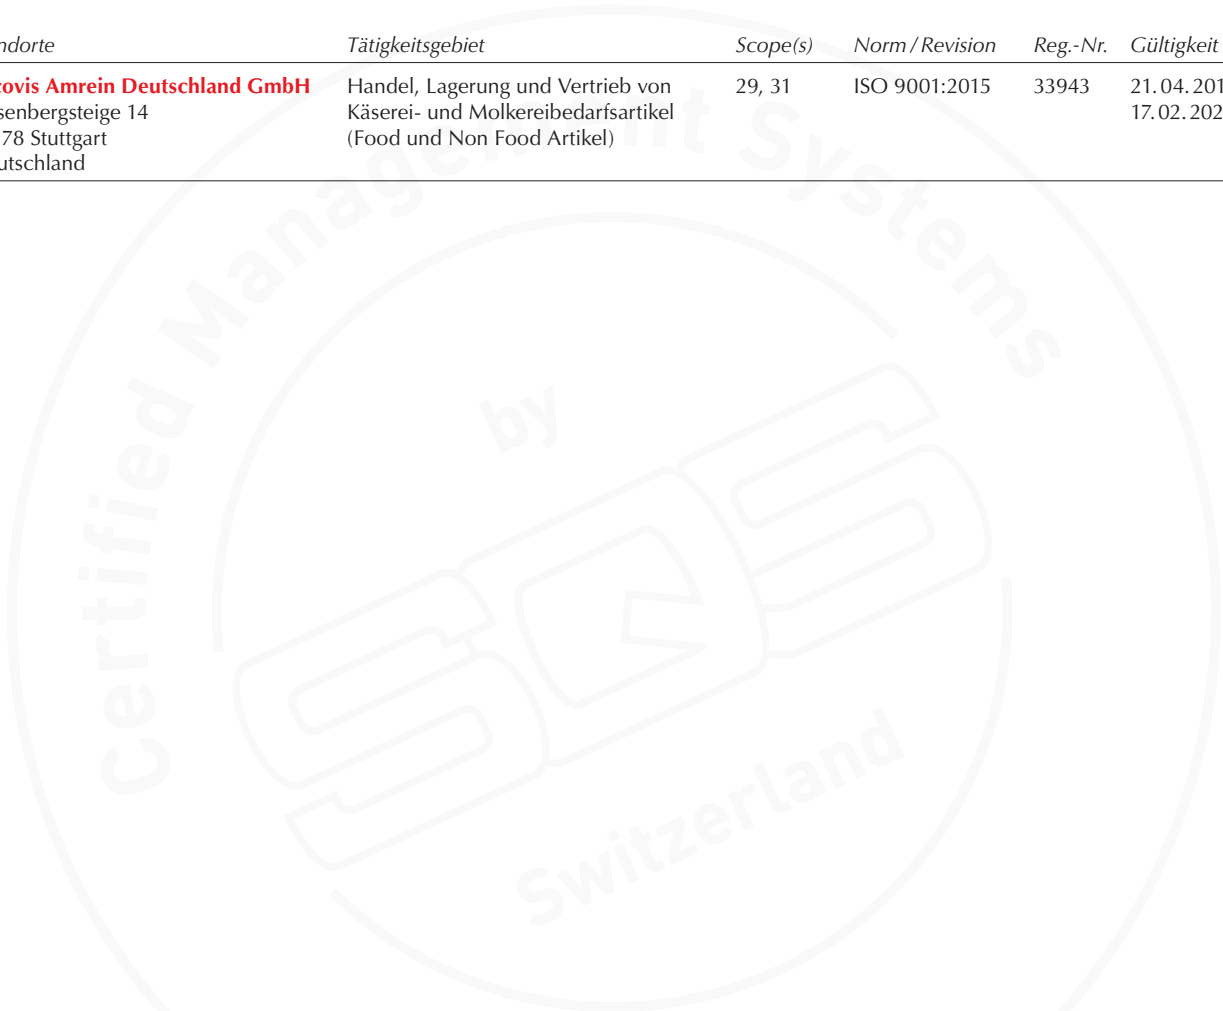 ndorte Tätigkeitsgebiet Scope(s) Norm / Revision Reg.-Nr. Gültigkeit
ovis Amrein Deutschland GmbH Handel, Lagerung und Vertrieb von 29, 31 ISO 9001:2015 33943 21.04.201
senbergsteige 14 Käserei- und Molkereibedarfsartikel 17.02.202
78 Stuttgart (Food und Non Food Artikel)
utschland
Certified Management Systems
by
SQS
Switzerland